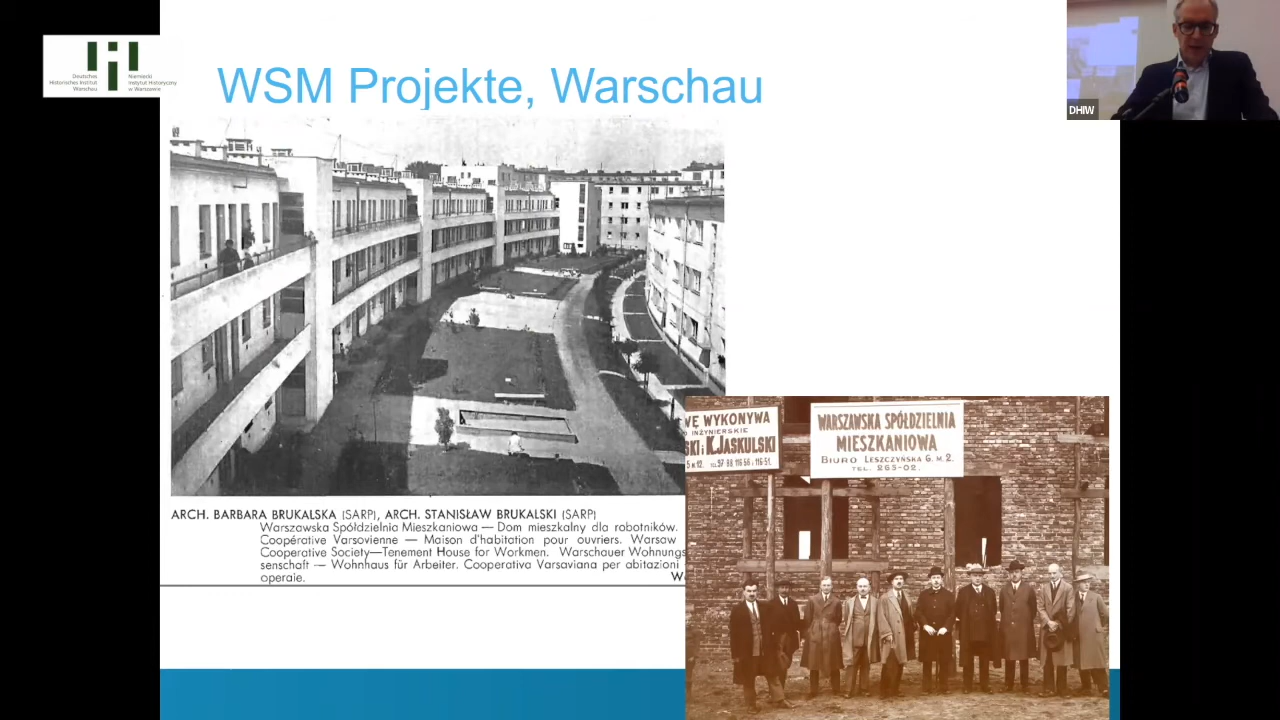 Deutsches
Historisches Institut
Warschau
Niemiecki
Instytut Historyczny
w Warszawie
WSM Projekte, Warschau
DHIW
WĘ WYKONYWA
INŻYNIERSKIE
SKI i K.JASKULSKI
WARSZAWSKA SPÓŁDZIELNIA
MIESZKANIOWA
BIURO LESZCZYŃSKA 6. M. 2.
TEL. 265-02.
ARCH. BARBARA BRUKALSKA (SARP), ARCH. STANISŁAW BRUKALSKI (SARP)
Warszawska Spółdzielnia Mieszkaniowa — Dom mieszkalny dla robotników.
Coopérative Varsovienne — Maison d'habitation pour ouvriers. Warsaw
Cooperative Society—Tenement House for Workmen. Warschauer Wohnungs
senschaft — Wohnhaus für Arbeiter. Cooperativa Varsaviana per abitazioni
operaie.